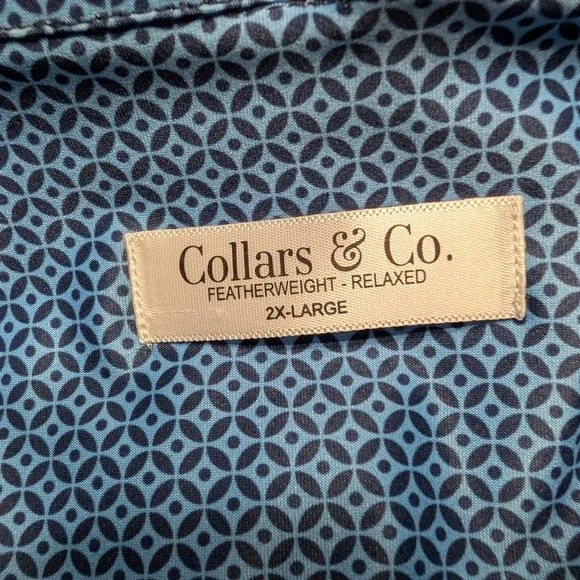 Collars & Co.
FEATHERWEIGHT - RELAXED
2X-LARGE